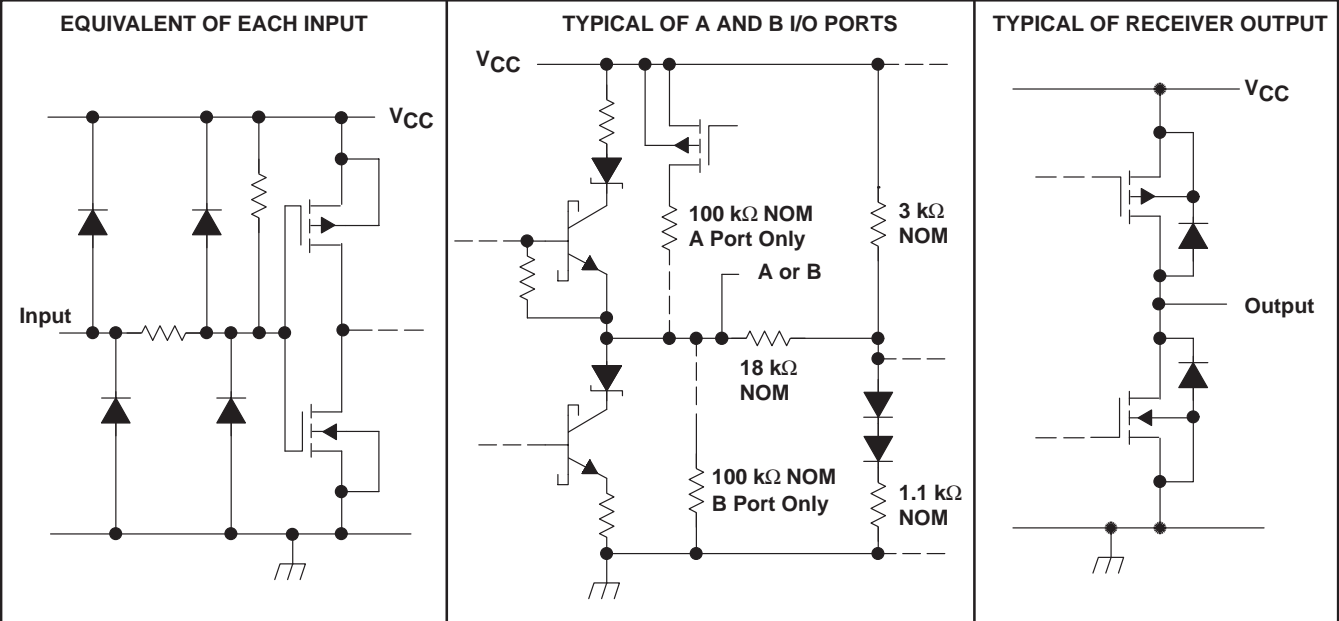 EQUIVALENT OF EACH INPUT
VCC
Input
TYPICAL OF A AND B I/O PORTS
VCC
100 kΩ NOM
A Port Only
3 kΩ
NOM
A or B
18 kΩ
NOM
100 kΩ NOM
B Port Only
1.1 kΩ
NOM
TYPICAL OF RECEIVER OUTPUT
VCC
Output